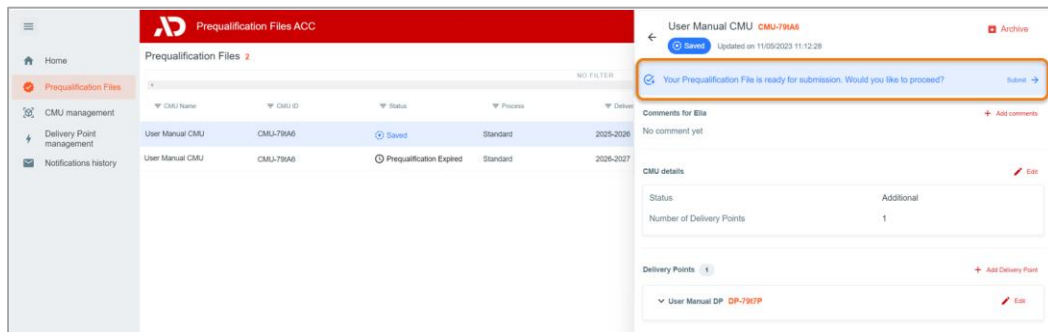 Prequalification Files ACC
Home
Prequalification Files
CMU management
Delivery Point
management
Notifications history
Prequalification Files 2
NO FILTER
CMU Name CMU ID Status Process Deliver
User Manual CMU CMU-79tA6 Saved Standard 2025-2026
User Manual CMU CMU-79tA6 Prequalification Expired Standard 2026-2027
User Manual CMU CMU-79tA6
Archive
Saved Updated on 11/05/2023 11:12:28
Your Prequalification File is ready for submission. Would you like to proceed? Submit
Comments for Elia + Add comments
No comment yet
CMU details Edit
Status Additional
Number of Delivery Points 1
Delivery Points 1 + Add Delivery Point
User Manual DP DP-79t7P Edit